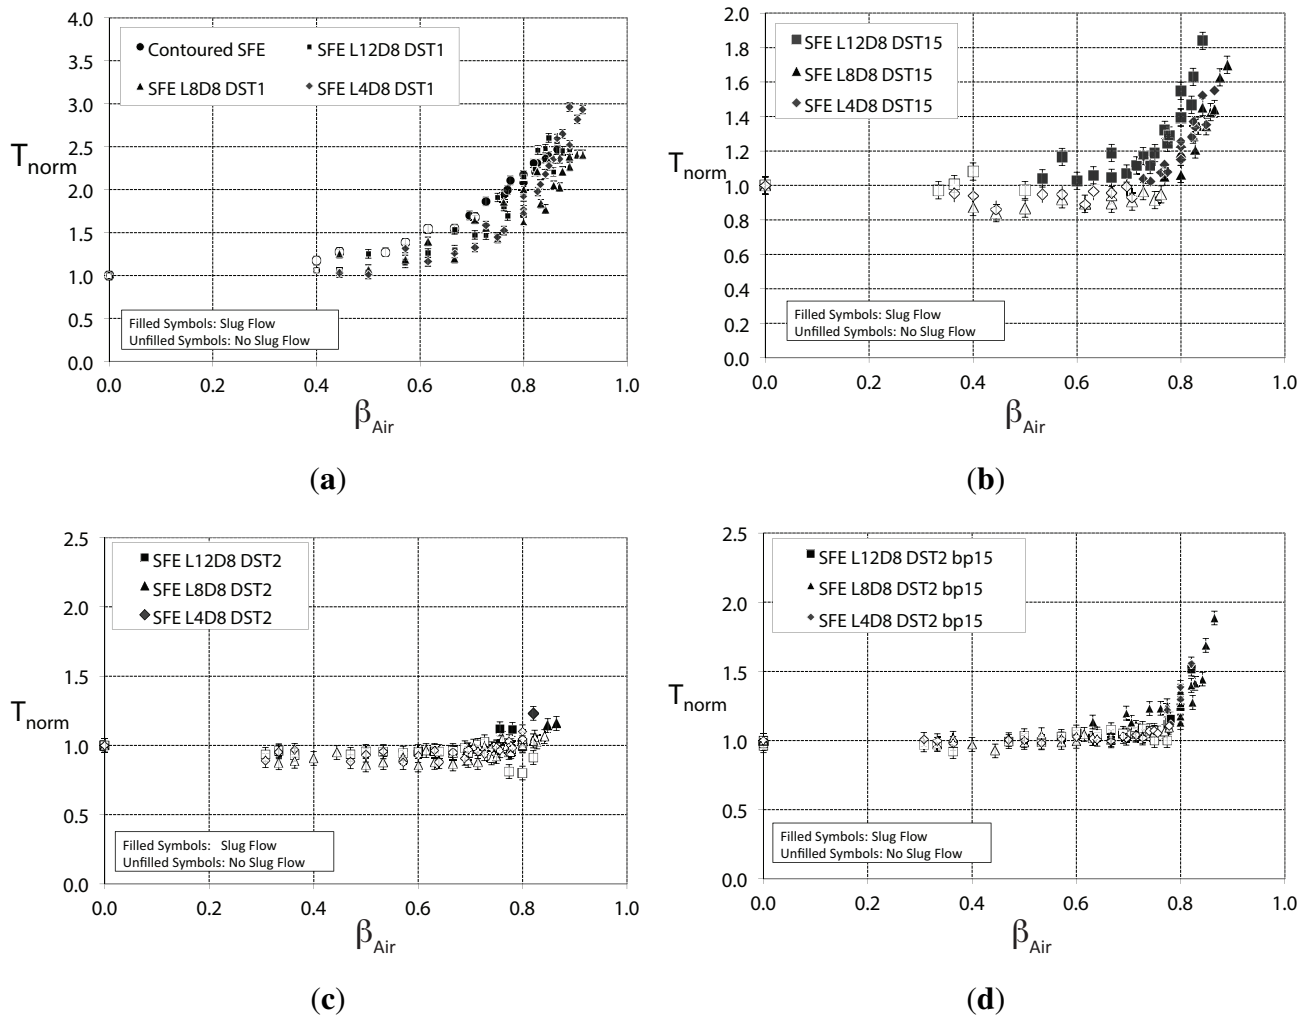 4.0
3.5
3.0
2.5
2.0
1.5
1.0
0.5
0.0
T norm
Contoured SFE
SFE L12D8 DST1
SFE L8D8 DST1
SFE L4D8 DST1
Filled Symbols: Slug Flow
Unfilled Symbols: No Slug Flow
0.0 0.2 0.4 0.6 0.8 1.0
β Air
(a)
2.0
1.8
1.6
1.4
1.2
1.0
0.8
0.6
0.4
0.2
0.0
T norm
SFE L12D8 DST15
SFE L8D8 DST15
SFE L4D8 DST15
Filled Symbols: Slug Flow
Unfilled Symbols: No Slug Flow
0.0 0.2 0.4 0.6 0.8 1.0
β Air
(b)
2.5
2.0
1.5
1.0
0.5
0.0
T norm
SFE L12D8 DST2
SFE L8D8 DST2
SFE L4D8 DST2
Filled Symbols: Slug Flow
Unfilled Symbols: No Slug Flow
0.0 0.2 0.4 0.6 0.8 1.0
β Air
(c)
2.5
2.0
1.5
1.0
0.5
0.0
T norm
SFE L12D8 DST2 bp15
SFE L8D8 DST2 bp15
SFE L4D8 DST2 bp15
Filled Symbols: Slug Flow
Unfilled Symbols: No Slug Flow
0.0 0.2 0.4 0.6 0.8 1.0
β Air
(d)